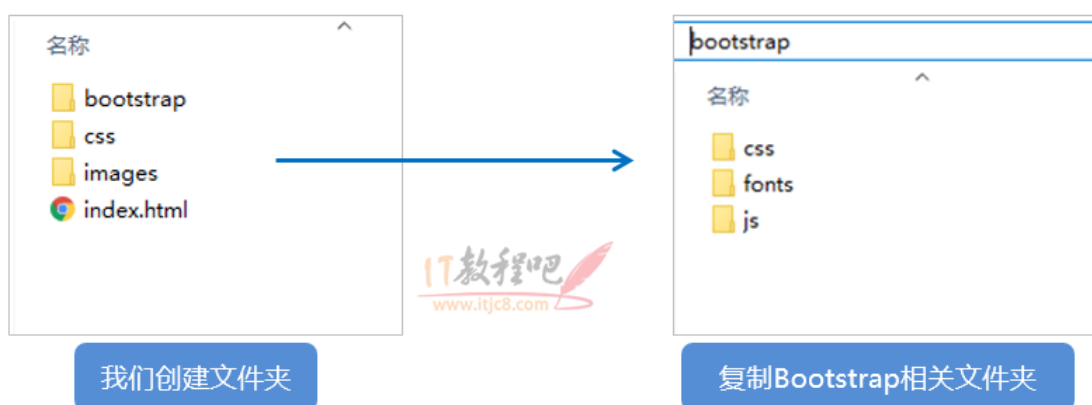 名称
bootstrap
css
images
index.html
我们创建文件夹
IT教程吧
www.itjc8.com
bootstrap
名称
css
fonts
js
复制Bootstrap相关文件夹